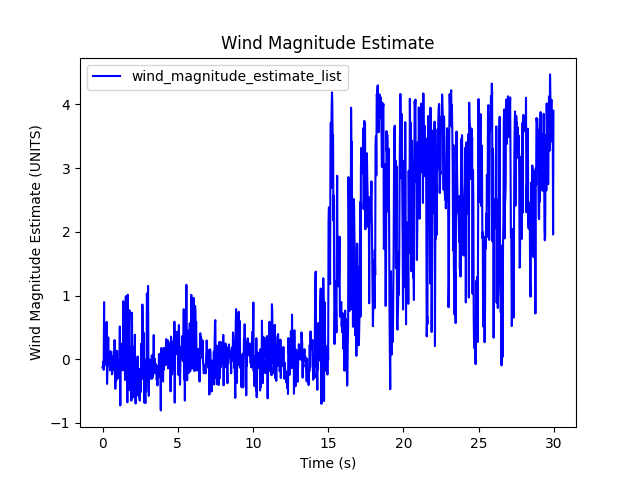 Wind Magnitude Estimate
wind_magnitude_estimate_list
Wind Magnitude Estimate (UNITS)
4
3
2
1
0
−1
0 5 10 15 20 25 30
Time (s)